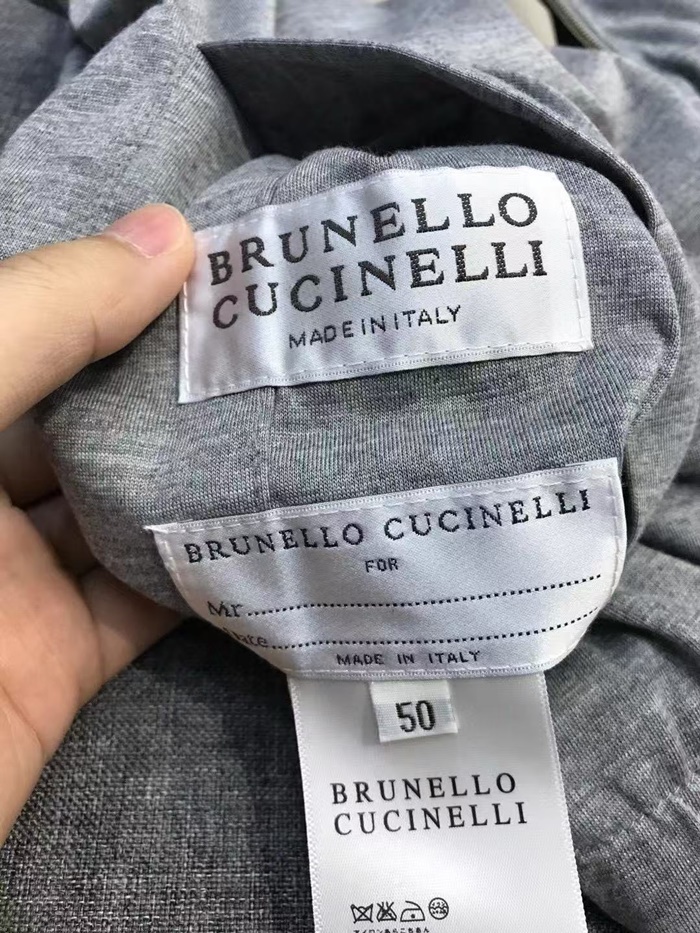 BRUNELLO
CUCINELLI
MADE IN ITALY
BRUNELLO CUCINELLI
FOR
Mr
MADE IN ITALY
50
BRUNELLO
CUCINELLI